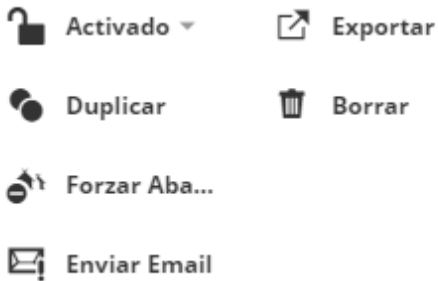 Activado
Exportar
Duplicar
Borrar
Forzar Aba...
Enviar Email